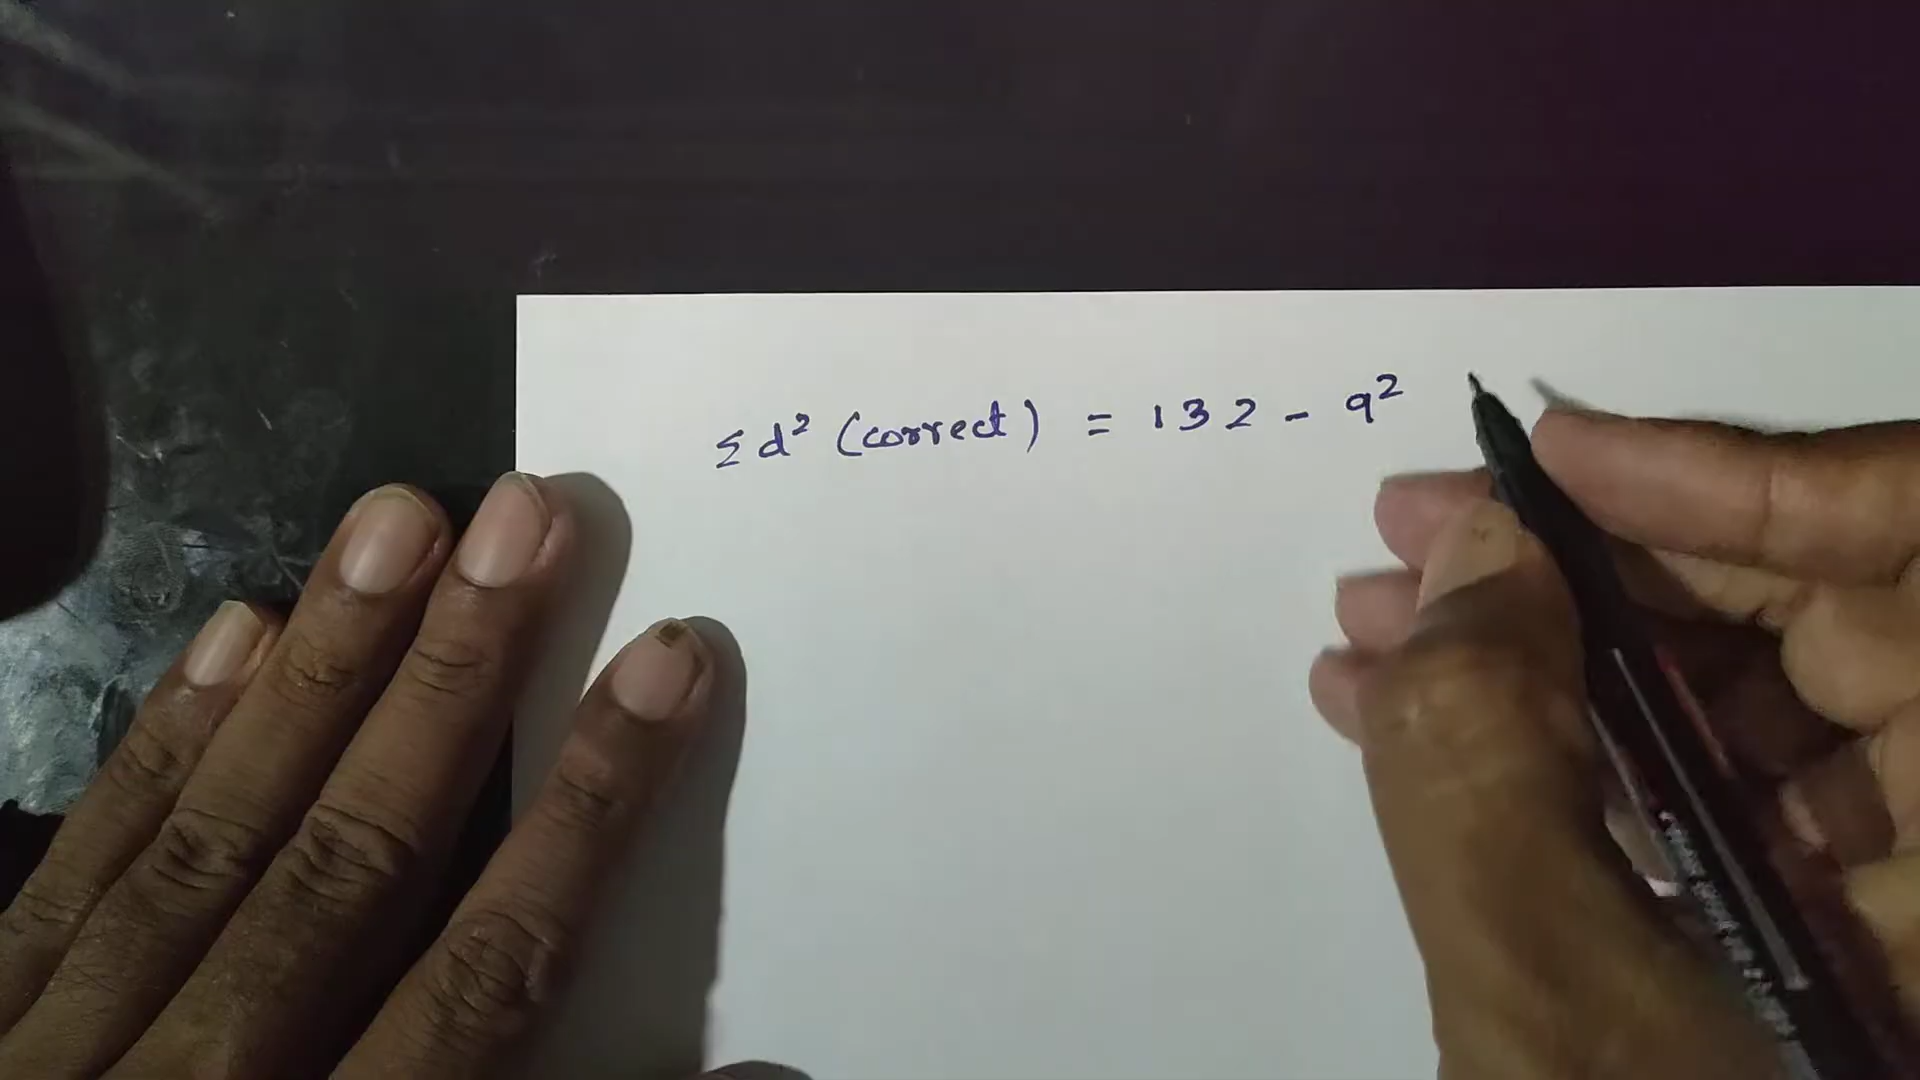 Σd² (correct) = 132 - 9²